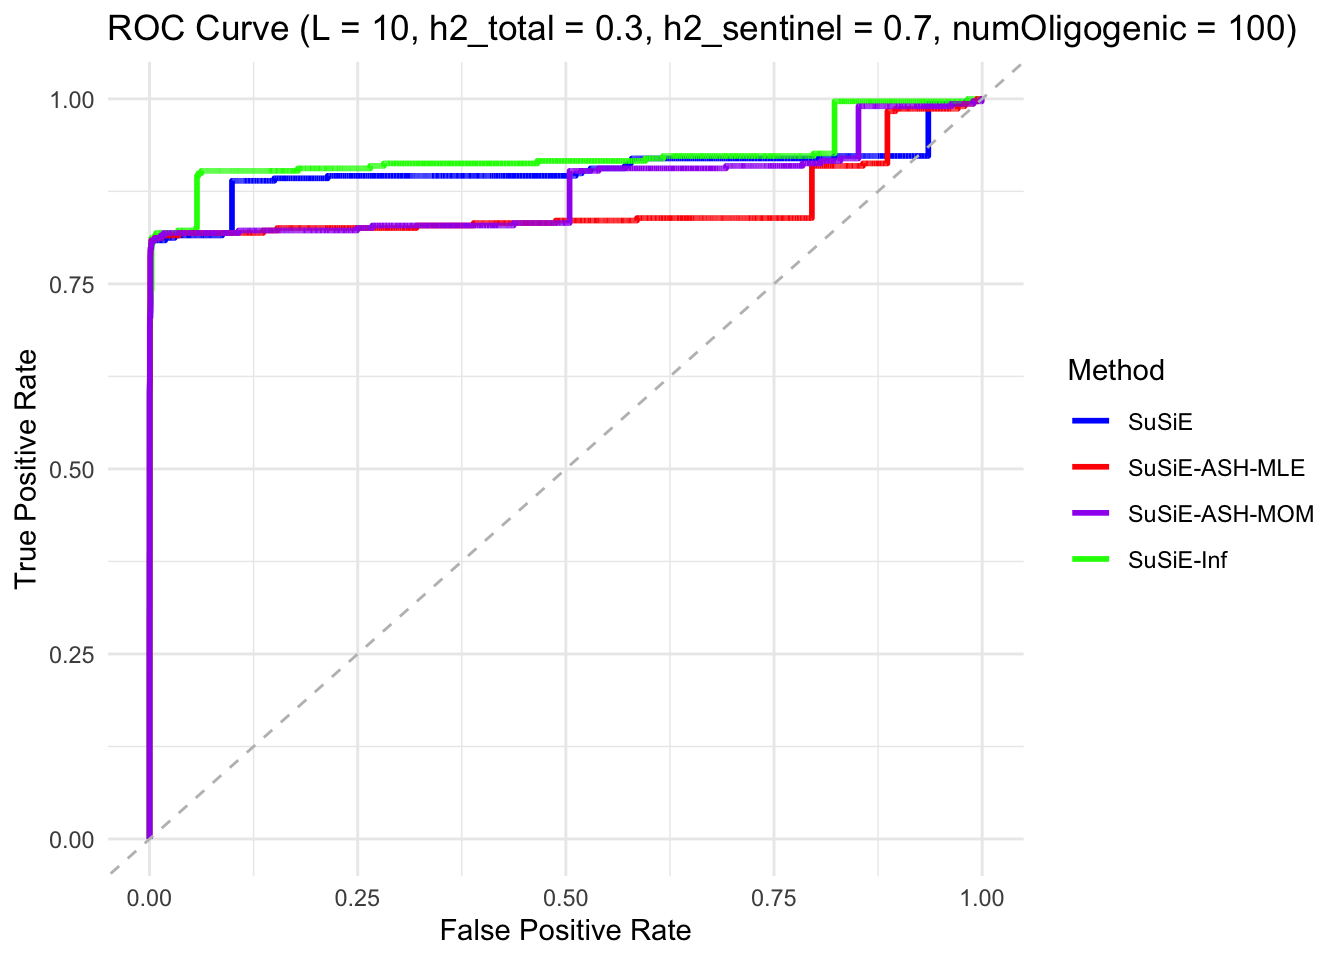 ROC Curve (L = 10, h2_total = 0.3, h2_sentinel = 0.7, numOligogenic = 100)
True Positive Rate
1.00
0.75
0.50
0.25
0.00
0.00 0.25 0.50 0.75 1.00
False Positive Rate
Method
SuSiE
SuSiE-ASH-MLE
SuSiE-ASH-MOM
SuSiE-Inf